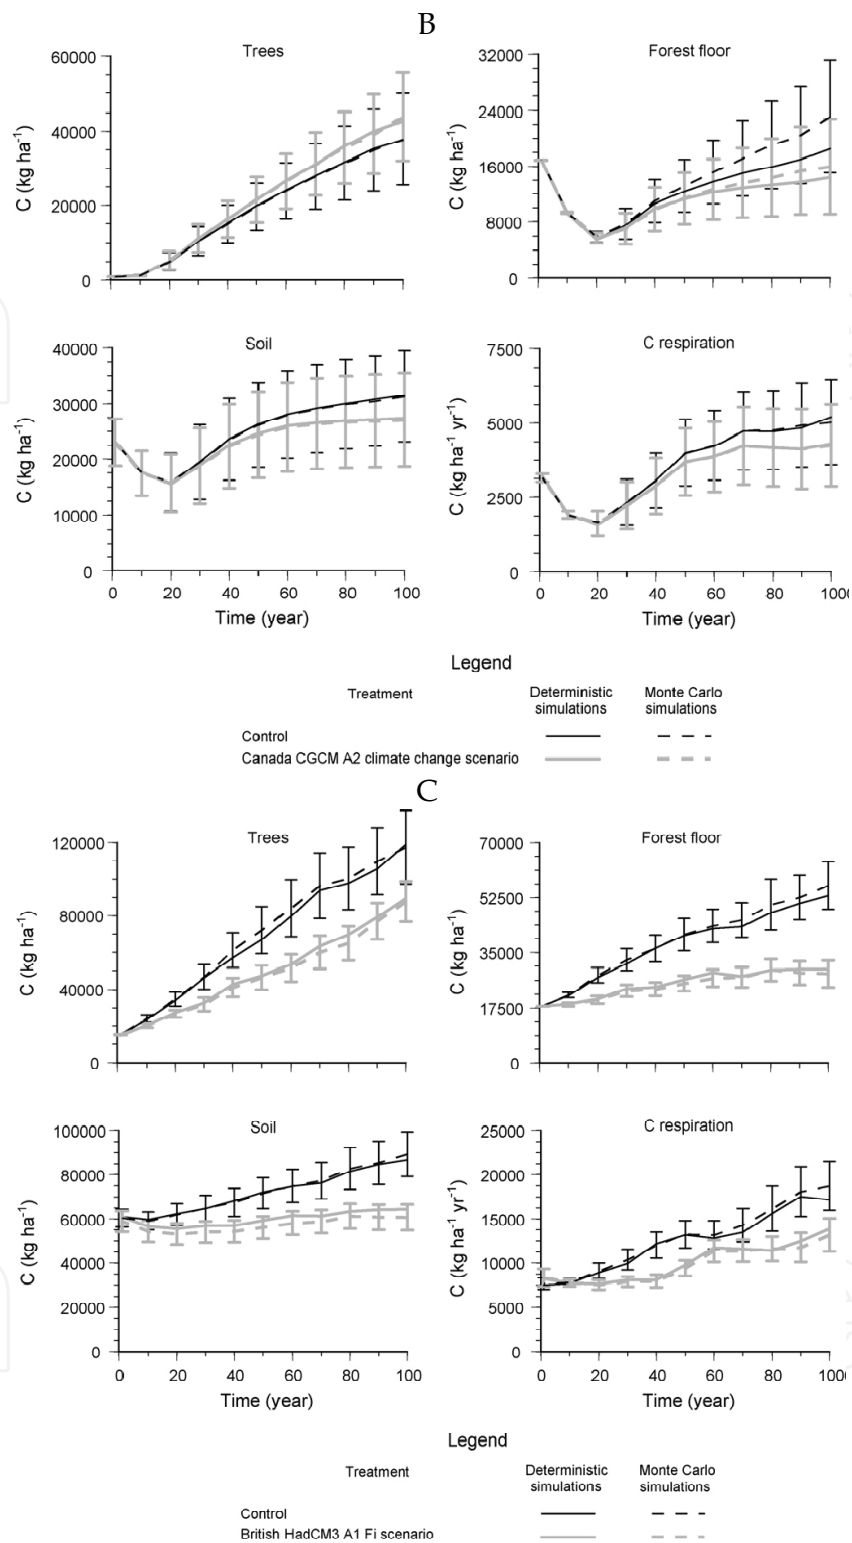 B
Trees
Forest floor
60000
40000
20000
0
C (kg ha⁻¹)
32000
24000
16000
8000
0
C (kg ha⁻¹)
Soil
C respiration
40000
30000
20000
10000
0
C (kg ha⁻¹)
0 20 40 60 80 100
Time (year)
7500
5000
2500
0
C (kg ha⁻¹ yr⁻¹)
0 20 40 60 80 100
Time (year)
Legend
Treatment
Deterministic simulations
Monte Carlo simulations
Control
Canada CGCM A2 climate change scenario
C
Trees
Forest floor
120000
80000
40000
0
C (kg ha⁻¹)
70000
52500
35000
17500
0
C (kg ha⁻¹)
Soil
C respiration
100000
80000
60000
40000
20000
0
C (kg ha⁻¹)
0 20 40 60 80 100
Time (year)
25000
20000
15000
10000
5000
0
C (kg ha⁻¹ yr⁻¹)
0 20 40 60 80 100
Time (year)
Legend
Treatment
Deterministic simulations
Monte Carlo simulations
Control
British HadCM3 A1 Fi scenario